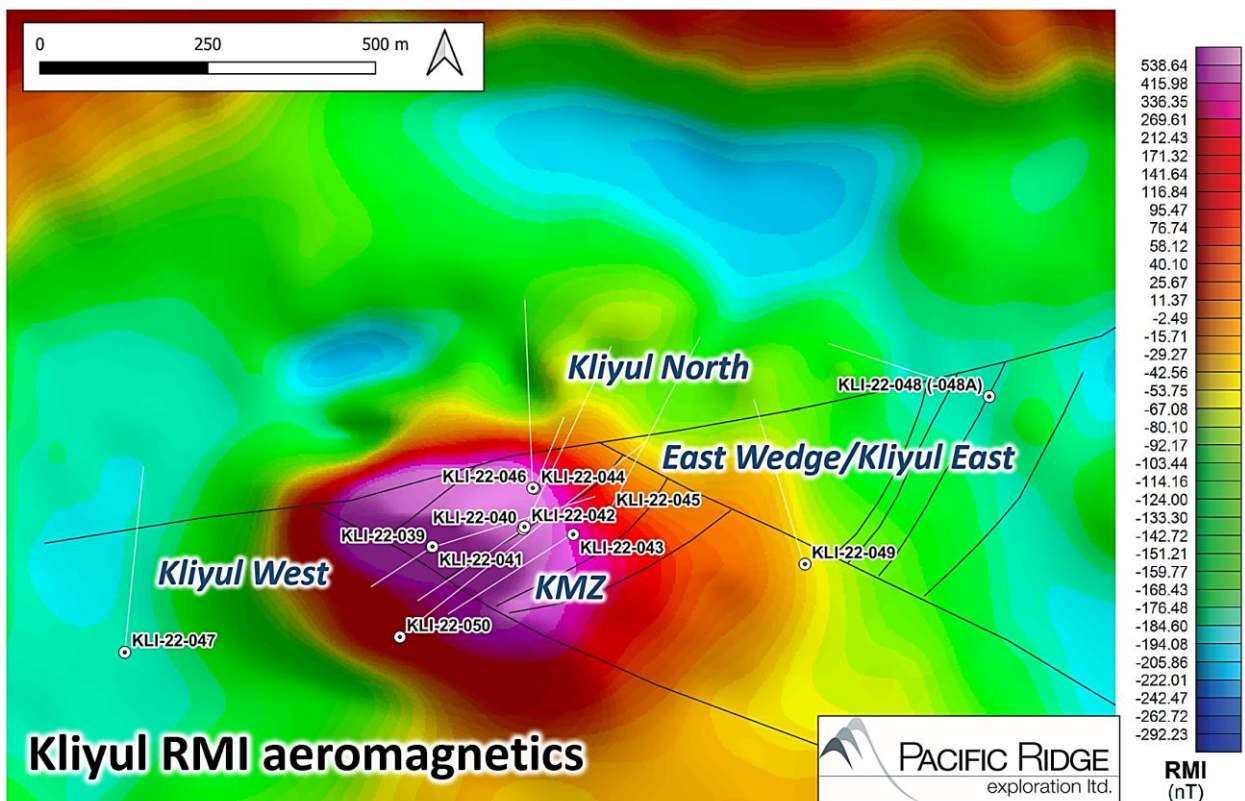 0 250 500 m
Kliyul North
KLI-22-048 (-048A)
East Wedge/Kliyul East
KLI-22-046
KLI-22-044
KLI-22-045
KLI-22-040
KLI-22-042
KLI-22-039
KLI-22-043
KLI-22-041
KLI-22-049
Kliyul West
KMZ
KLI-22-050
KLI-22-047
Kliyul RMI aeromagnetics
PACIFIC RIDGE
exploration ltd.
538.64
415.98
336.35
269.61
212.43
171.32
141.64
116.84
95.47
76.74
58.12
40.10
25.67
11.37
-2.49
-15.71
-29.27
-42.56
-53.75
-67.08
-80.10
-92.17
-103.44
-114.16
-124.00
-133.30
-142.72
-151.21
-159.77
-168.43
-176.48
-184.60
-194.08
-205.86
-222.01
-242.47
-262.72
-292.23
RMI
(nT)